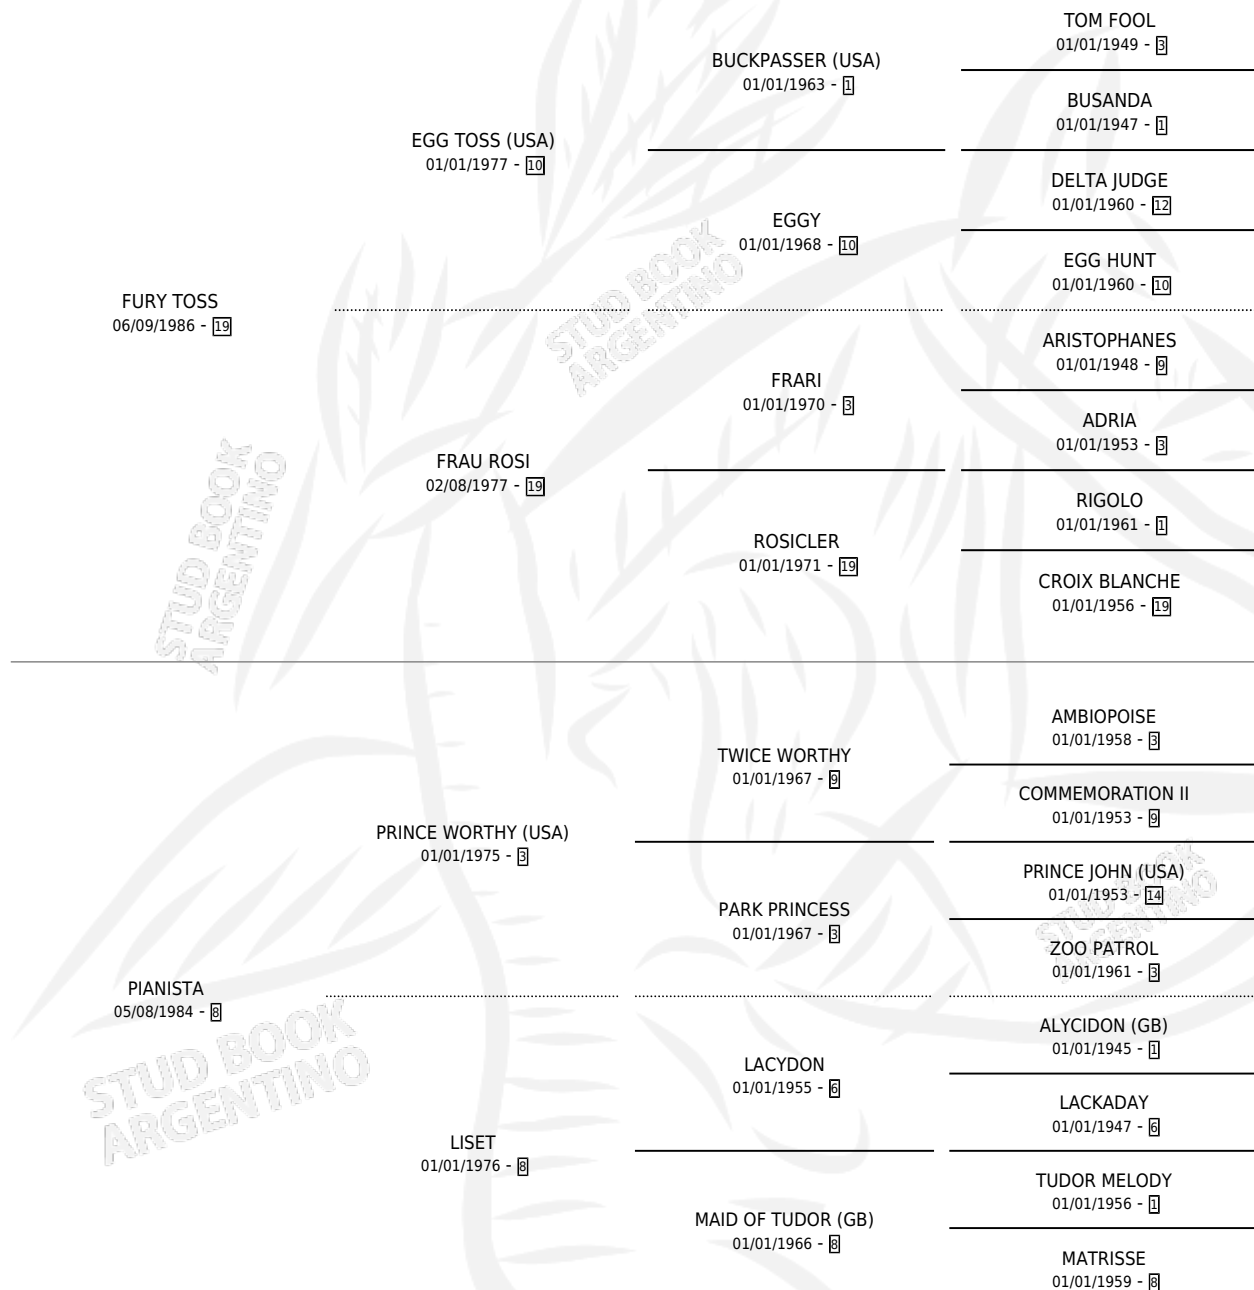 TOM FOOL
01/01/1949 - 3
BUCKPASSER (USA)
01/01/1963 - 1
BUSANDA
01/01/1947 - 1
EGG TOSS (USA)
01/01/1977 - 10
DELTA JUDGE
01/01/1960 - 12
EGGY
01/01/1968 - 10
EGG HUNT
01/01/1960 - 10
FURY TOSS
06/09/1986 - 19
STUD BOOK
ARGENTINO
ARISTOPHANES
01/01/1948 - 9
FRARI
01/01/1970 - 3
ADRIA
01/01/1953 - 3
FRAU ROSI
02/08/1977 - 19
RIGOLO
01/01/1961 - 1
ROSICLER
01/01/1971 - 19
CROIX BLANCHE
01/01/1956 - 19
STUD BOOK
ARGENTINO
AMBIOPOISE
01/01/1958 - 3
TWICE WORTHY
01/01/1967 - 9
COMMEMORATION II
01/01/1953 - 9
PRINCE WORTHY (USA)
01/01/1975 - 3
PRINCE JOHN (USA)
01/01/1953 - 14
PARK PRINCESS
01/01/1967 - 3
STUD BOOK
ARGENTINO
ZOO PATROL
01/01/1961 - 3
PIANISTA
05/08/1984 - 8
ALYCIDON (GB)
01/01/1945 - 1
LACYDON
01/01/1955 - 6
LACKADAY
01/01/1947 - 6
STUD BOOK
ARGENTINO
LISET
01/01/1976 - 8
TUDOR MELODY
01/01/1956 - 1
MAID OF TUDOR (GB)
01/01/1966 - 8
MATRISSE
01/01/1959 - 8